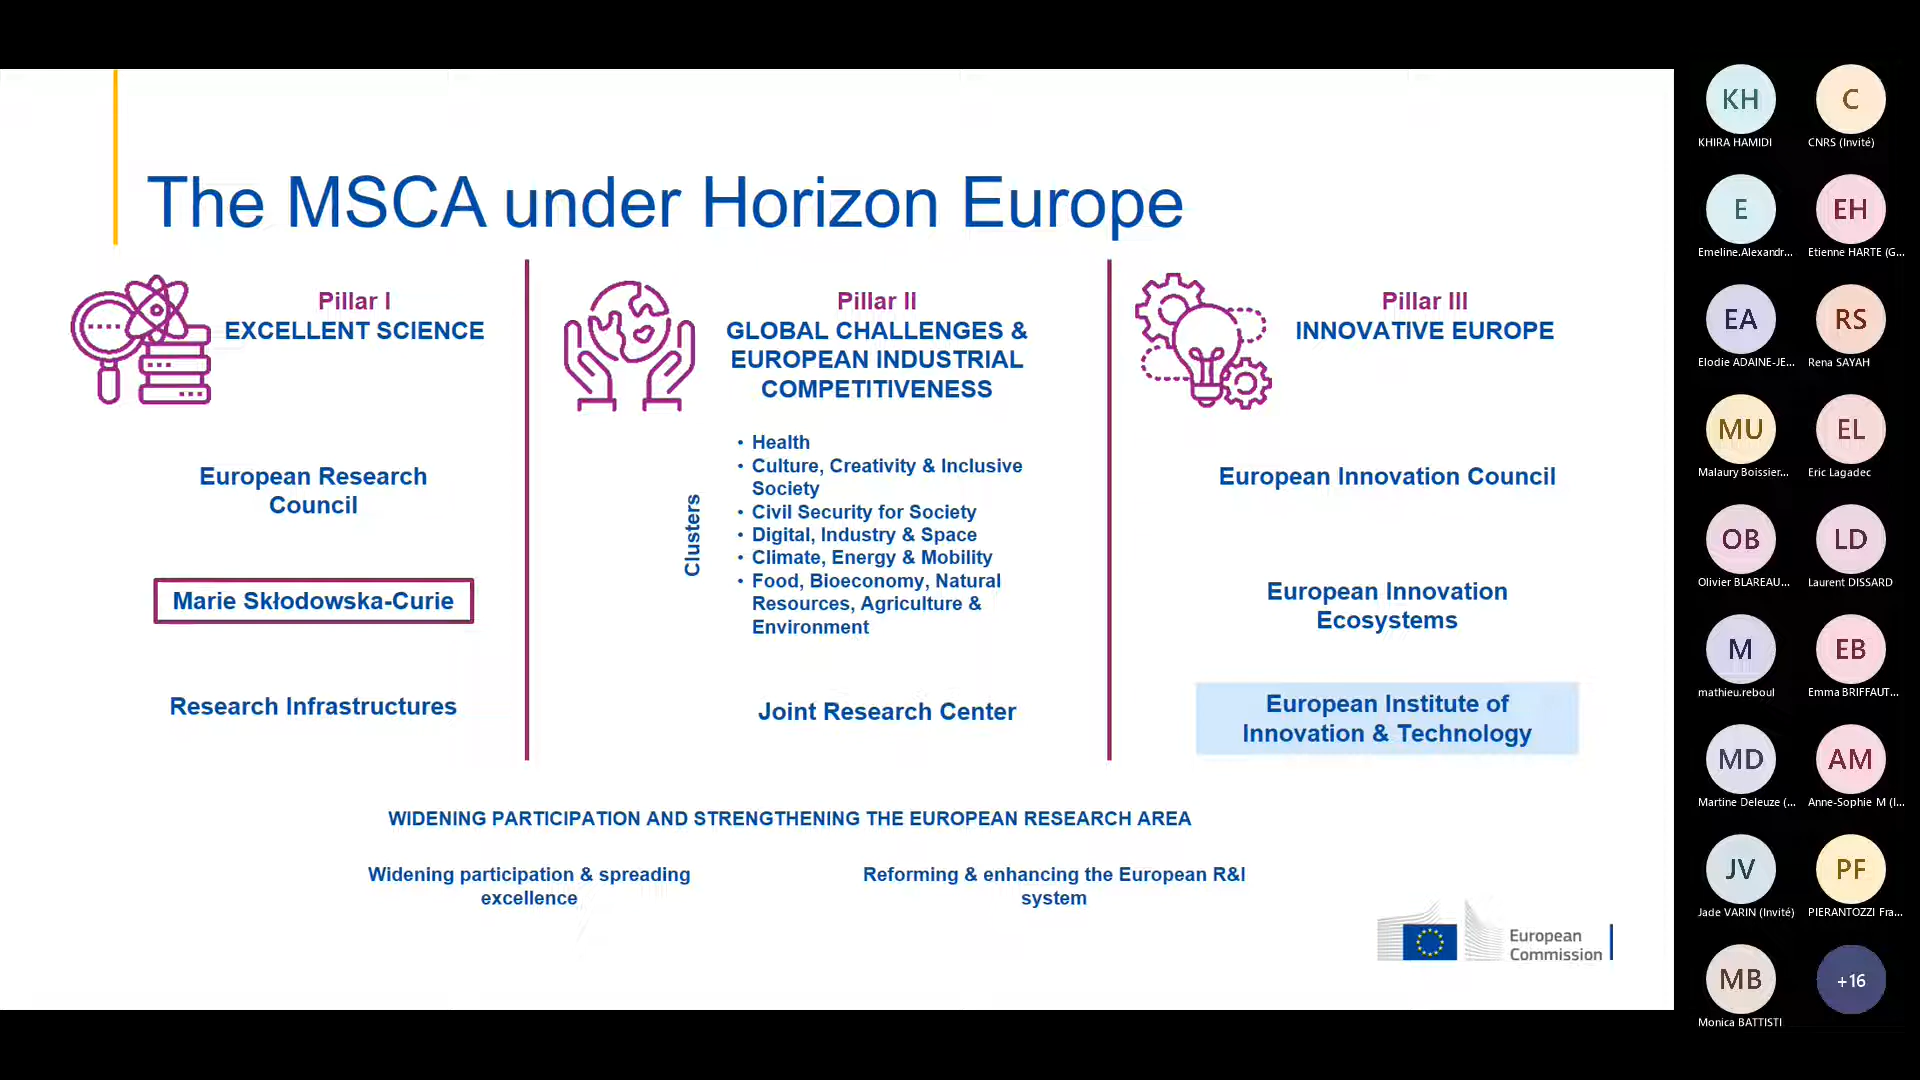 The MSCA under Horizon Europe
Pillar I
EXCELLENT SCIENCE
European Research
Council
Marie Skłodowska-Curie
Research Infrastructures
Pillar II
GLOBAL CHALLENGES &
EUROPEAN INDUSTRIAL
COMPETITIVENESS
Clusters
• Health
• Culture, Creativity & Inclusive
Society
• Civil Security for Society
• Digital, Industry & Space
• Climate, Energy & Mobility
• Food, Bioeconomy, Natural
Resources, Agriculture &
Environment
Joint Research Center
Pillar III
INNOVATIVE EUROPE
European Innovation Council
European Innovation
Ecosystems
European Institute of
Innovation & Technology
WIDENING PARTICIPATION AND STRENGTHENING THE EUROPEAN RESEARCH AREA
Widening participation & spreading
excellence
Reforming & enhancing the European R&I
system
European
Commission
KH
KHIRA HAMIDI
C
CNRS (Invité)
E
Emeline.Alexandr...
EH
Etienne HARTE (G...
EA
Elodie ADAINE-JE...
RS
Rena SAYAH
MU
Malaury Boissier...
EL
Eric Lagadec
OB
Olivier BLAREAU...
LD
Laurent DISSARD
M
mathieu.reboul
EB
Emma BRIFFAUT...
MD
Martine Deleuze (...
AM
Anne-Sophie M (I...
JV
Jade VARIN (Invité)
PF
PIERANTOZZI Fra...
MB
Monica BATTISTI
+16